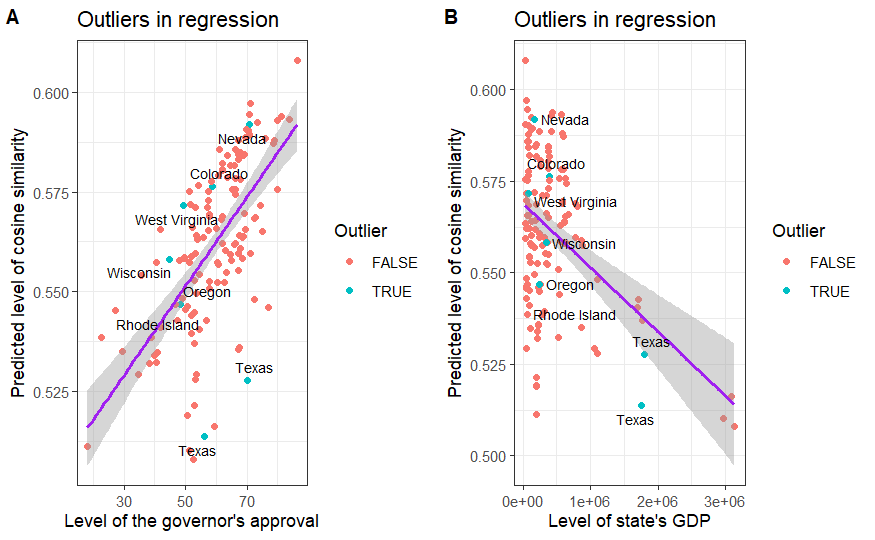 A
Outliers in regression
Predicted level of cosine similarity
0.600
0.575
0.550
0.525
Nevada
Colorado
West Virginia
Wisconsin
Oregon
Rhode Island
Texas
Texas
30 50 70
Level of the governor's approval
Outlier
FALSE
TRUE
B
Outliers in regression
Predicted level of cosine similarity
0.600
0.575
0.550
0.525
0.500
Nevada
Colorado
West Virginia
Wisconsin
Oregon
Rhode Island
Texas
Texas
0e+00 1e+06 2e+06 3e+06
Level of state's GDP
Outlier
FALSE
TRUE